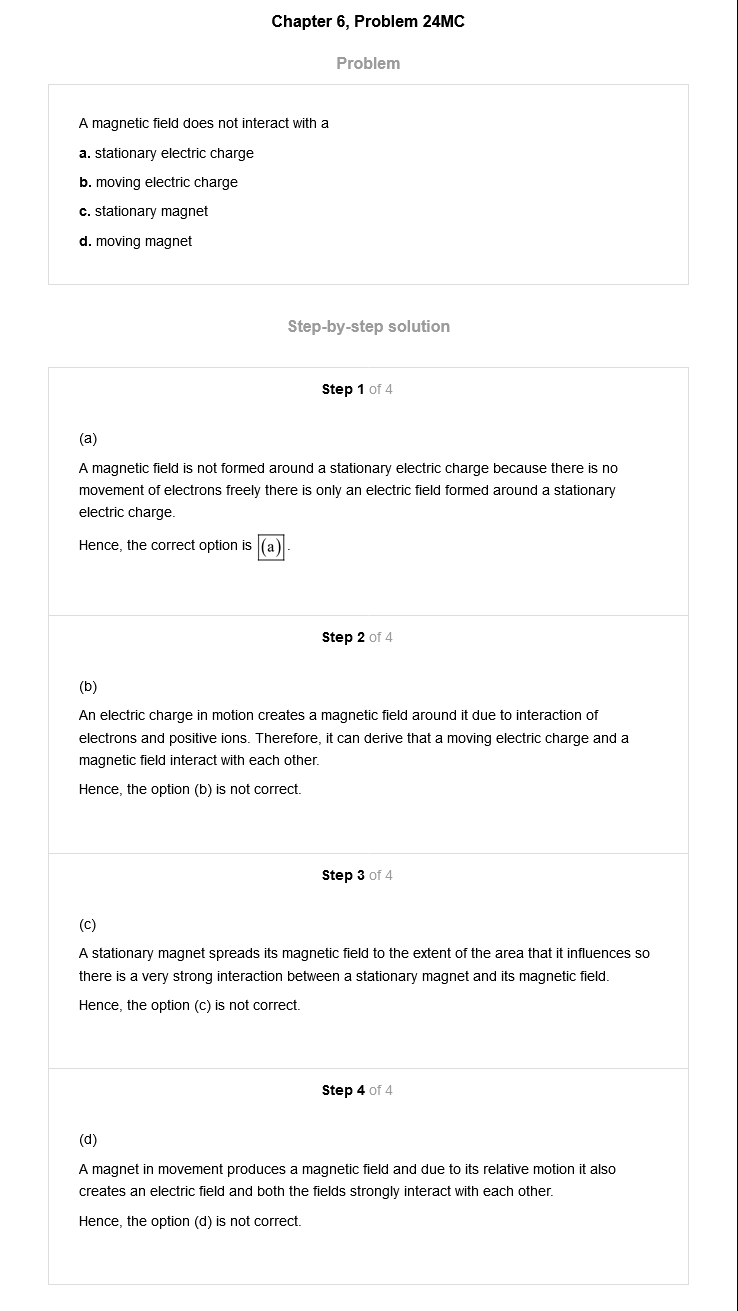 Chapter 6, Problem 24MC
Problem
A magnetic field does not interact with a
a. stationary electric charge
b. moving electric charge
c. stationary magnet
d. moving magnet
Step-by-step solution
Step 1 of 4
(a)
A magnetic field is not formed around a stationary electric charge because there is no
movement of electrons freely there is only an electric field formed around a stationary
electric charge.
Hence, the correct option is (a).
Step 2 of 4
(b)
An electric charge in motion creates a magnetic field around it due to interaction of
electrons and positive ions. Therefore, it can derive that a moving electric charge and a
magnetic field interact with each other.
Hence, the option (b) is not correct.
Step 3 of 4
(c)
A stationary magnet spreads its magnetic field to the extent of the area that it influences so
there is a very strong interaction between a stationary magnet and its magnetic field.
Hence, the option (c) is not correct.
Step 4 of 4
(d)
A magnet in movement produces a magnetic field and due to its relative motion it also
creates an electric field and both the fields strongly interact with each other.
Hence, the option (d) is not correct.